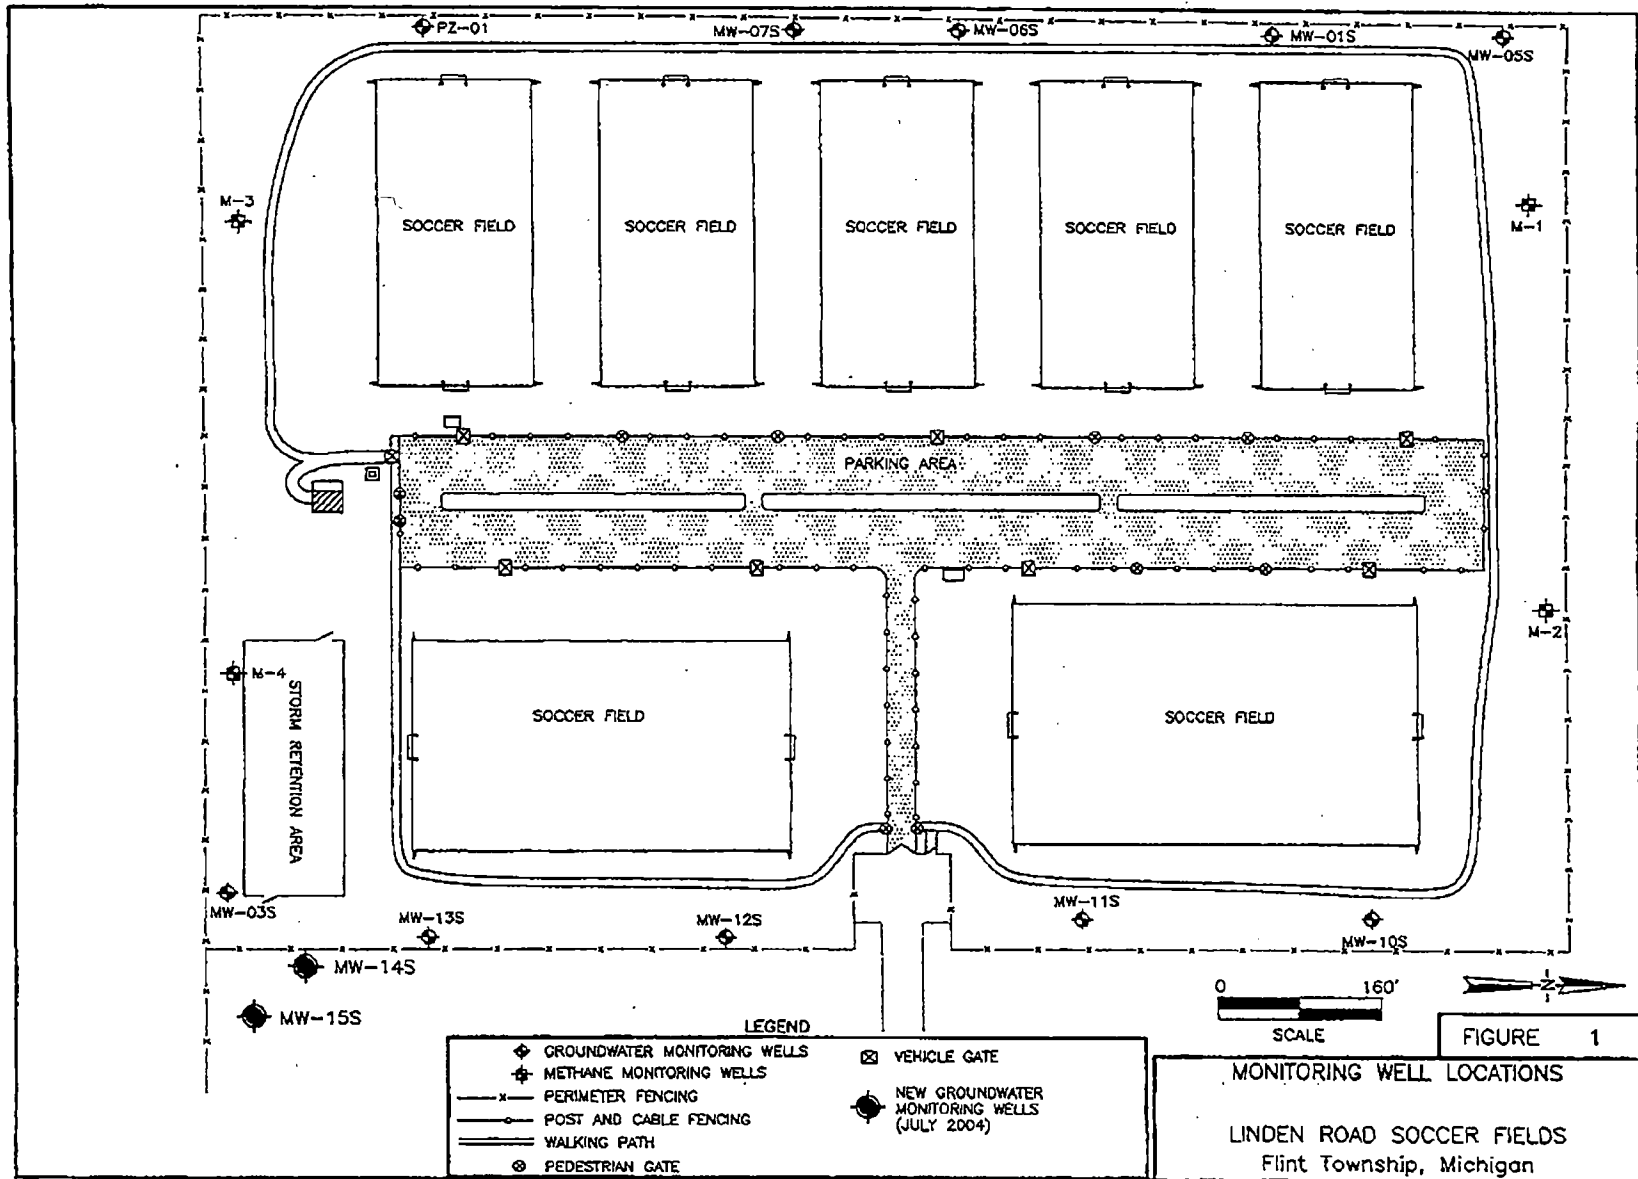 PZ-01
MW-07S
MW-06S
MW-01S
MW-05S
M-3
M-1
SOCCER FIELD
SOCCER FIELD
SOCCER FIELD
SOCCER FIELD
SOCCER FIELD
PARKING AREA
M-2
M-4
STORM RETENTION AREA
SOCCER FIELD
SOCCER FIELD
MW-03S
MW-13S
MW-12S
MW-11S
MW-10S
MW-14S
MW-15S
0 160'
SCALE
N
FIGURE 1
LEGEND
GROUNDWATER MONITORING WELLS
METHANE MONITORING WELLS
PERIMETER FENCING
POST AND CABLE FENCING
WALKING PATH
PEDESTRIAN GATE
VEHICLE GATE
NEW GROUNDWATER
MONITORING WELLS
(JULY 2004)
MONITORING WELL LOCATIONS
LINDEN ROAD SOCCER FIELDS
Flint Township, Michigan